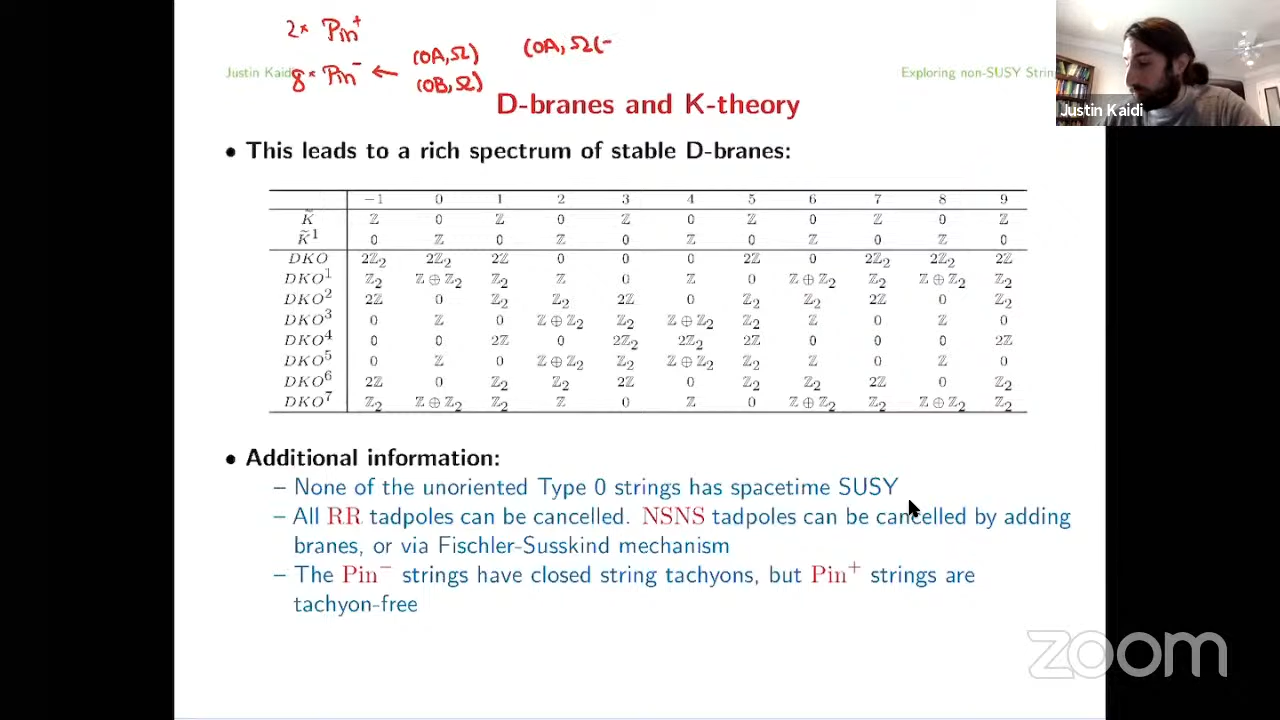 2 × Pin⁺
8 × Pin⁻ ← (0A, Ω) (0A, Ω(-
(0B, Ω)
Justin Kaidi
Exploring non-SUSY Strin
Justin Kaidi
D-branes and K-theory
• This leads to a rich spectrum of stable D-branes:
−1 0 1 2 3 4 5 6 7 8 9
K̃ ℤ 0 ℤ 0 ℤ 0 ℤ 0 ℤ 0 ℤ
K̃¹ 0 ℤ 0 ℤ 0 ℤ 0 ℤ 0 ℤ 0
DKO 2ℤ₂ 2ℤ₂ 2ℤ 0 0 0 2ℤ 0 2ℤ₂ 2ℤ₂ 2ℤ
DKO¹ ℤ₂ ℤ⊕ℤ₂ ℤ₂ ℤ 0 ℤ 0 ℤ⊕ℤ₂ ℤ₂ ℤ⊕ℤ₂ ℤ₂
DKO² 2ℤ 0 ℤ₂ ℤ₂ 2ℤ 0 ℤ₂ ℤ₂ 2ℤ 0 ℤ₂
DKO³ 0 ℤ 0 ℤ⊕ℤ₂ ℤ₂ ℤ⊕ℤ₂ ℤ₂ ℤ 0 ℤ 0
DKO⁴ 0 0 2ℤ 0 2ℤ₂ 2ℤ₂ 2ℤ 0 0 0 2ℤ
DKO⁵ 0 ℤ 0 ℤ⊕ℤ₂ ℤ₂ ℤ⊕ℤ₂ ℤ₂ ℤ 0 ℤ 0
DKO⁶ 2ℤ 0 ℤ₂ ℤ₂ 2ℤ 0 ℤ₂ ℤ₂ 2ℤ 0 ℤ₂
DKO⁷ ℤ₂ ℤ⊕ℤ₂ ℤ₂ ℤ 0 ℤ 0 ℤ⊕ℤ₂ ℤ₂ ℤ⊕ℤ₂ ℤ₂
• Additional information:
– None of the unoriented Type 0 strings has spacetime SUSY
– All RR tadpoles can be cancelled. NSNS tadpoles can be cancelled by adding
branes, or via Fischler-Susskind mechanism
– The Pin⁻ strings have closed string tachyons, but Pin⁺ strings are
tachyon-free
zoom